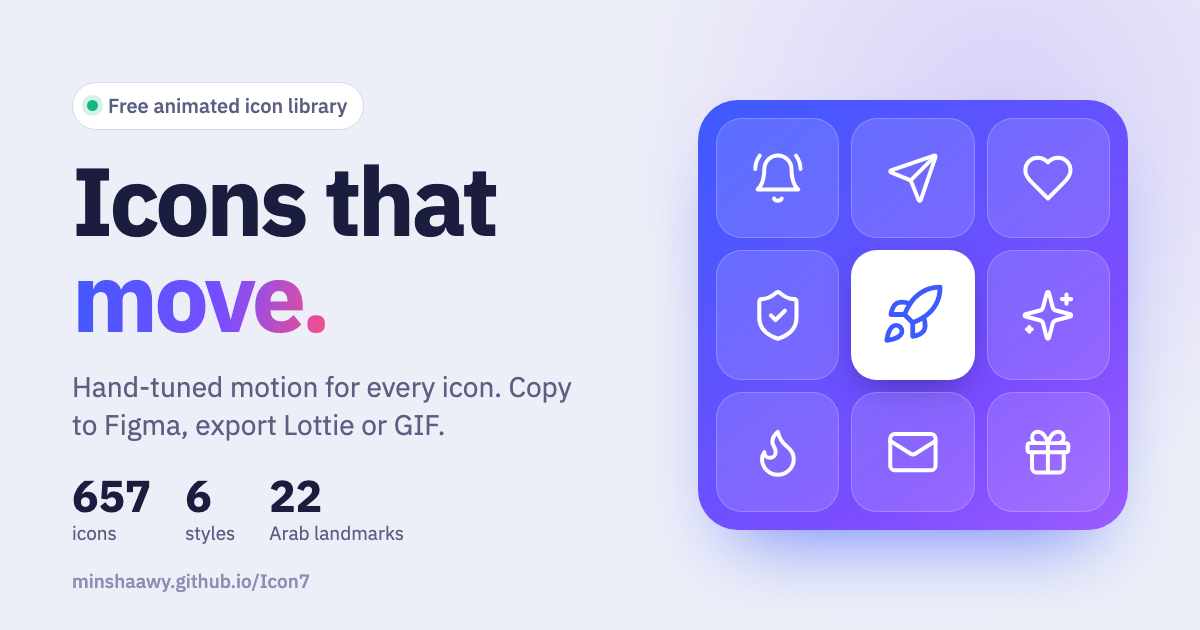 Free animated icon library
Icons that
move.
Hand-tuned motion for every icon. Copy
to Figma, export Lottie or GIF.
657 6 22
icons styles Arab landmarks
minshaawy.github.io/Icon7